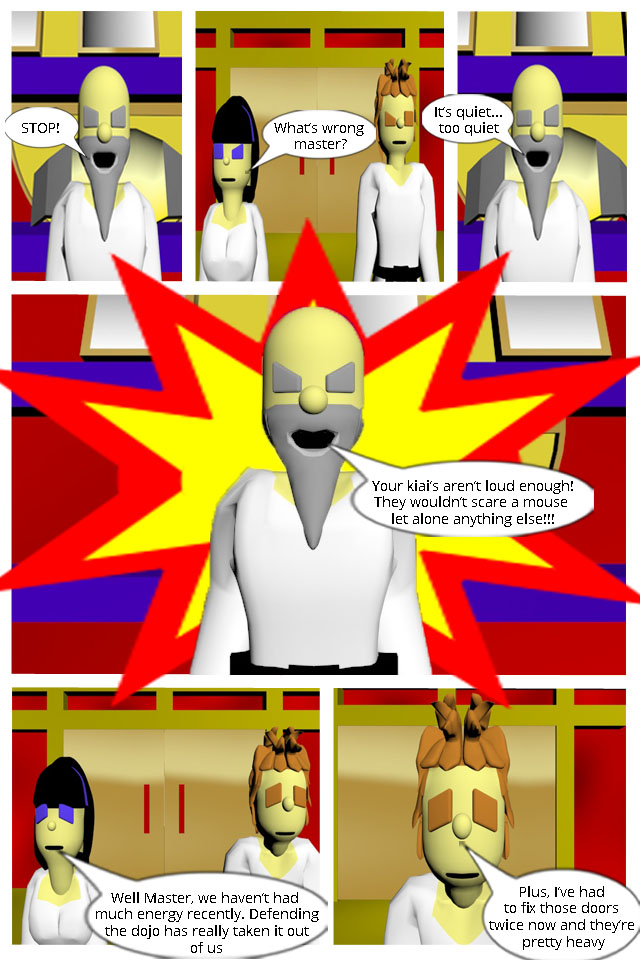 STOP!
What's wrong
master?
It's quiet...
too quiet
Your kiai's aren't loud enough!
They wouldn't scare a mouse
let alone anything else!!!
Well Master, we haven't had
much energy recently. Defending
the dojo has really taken it out
of us
Plus, I've had
to fix those doors
twice now and they're
pretty heavy